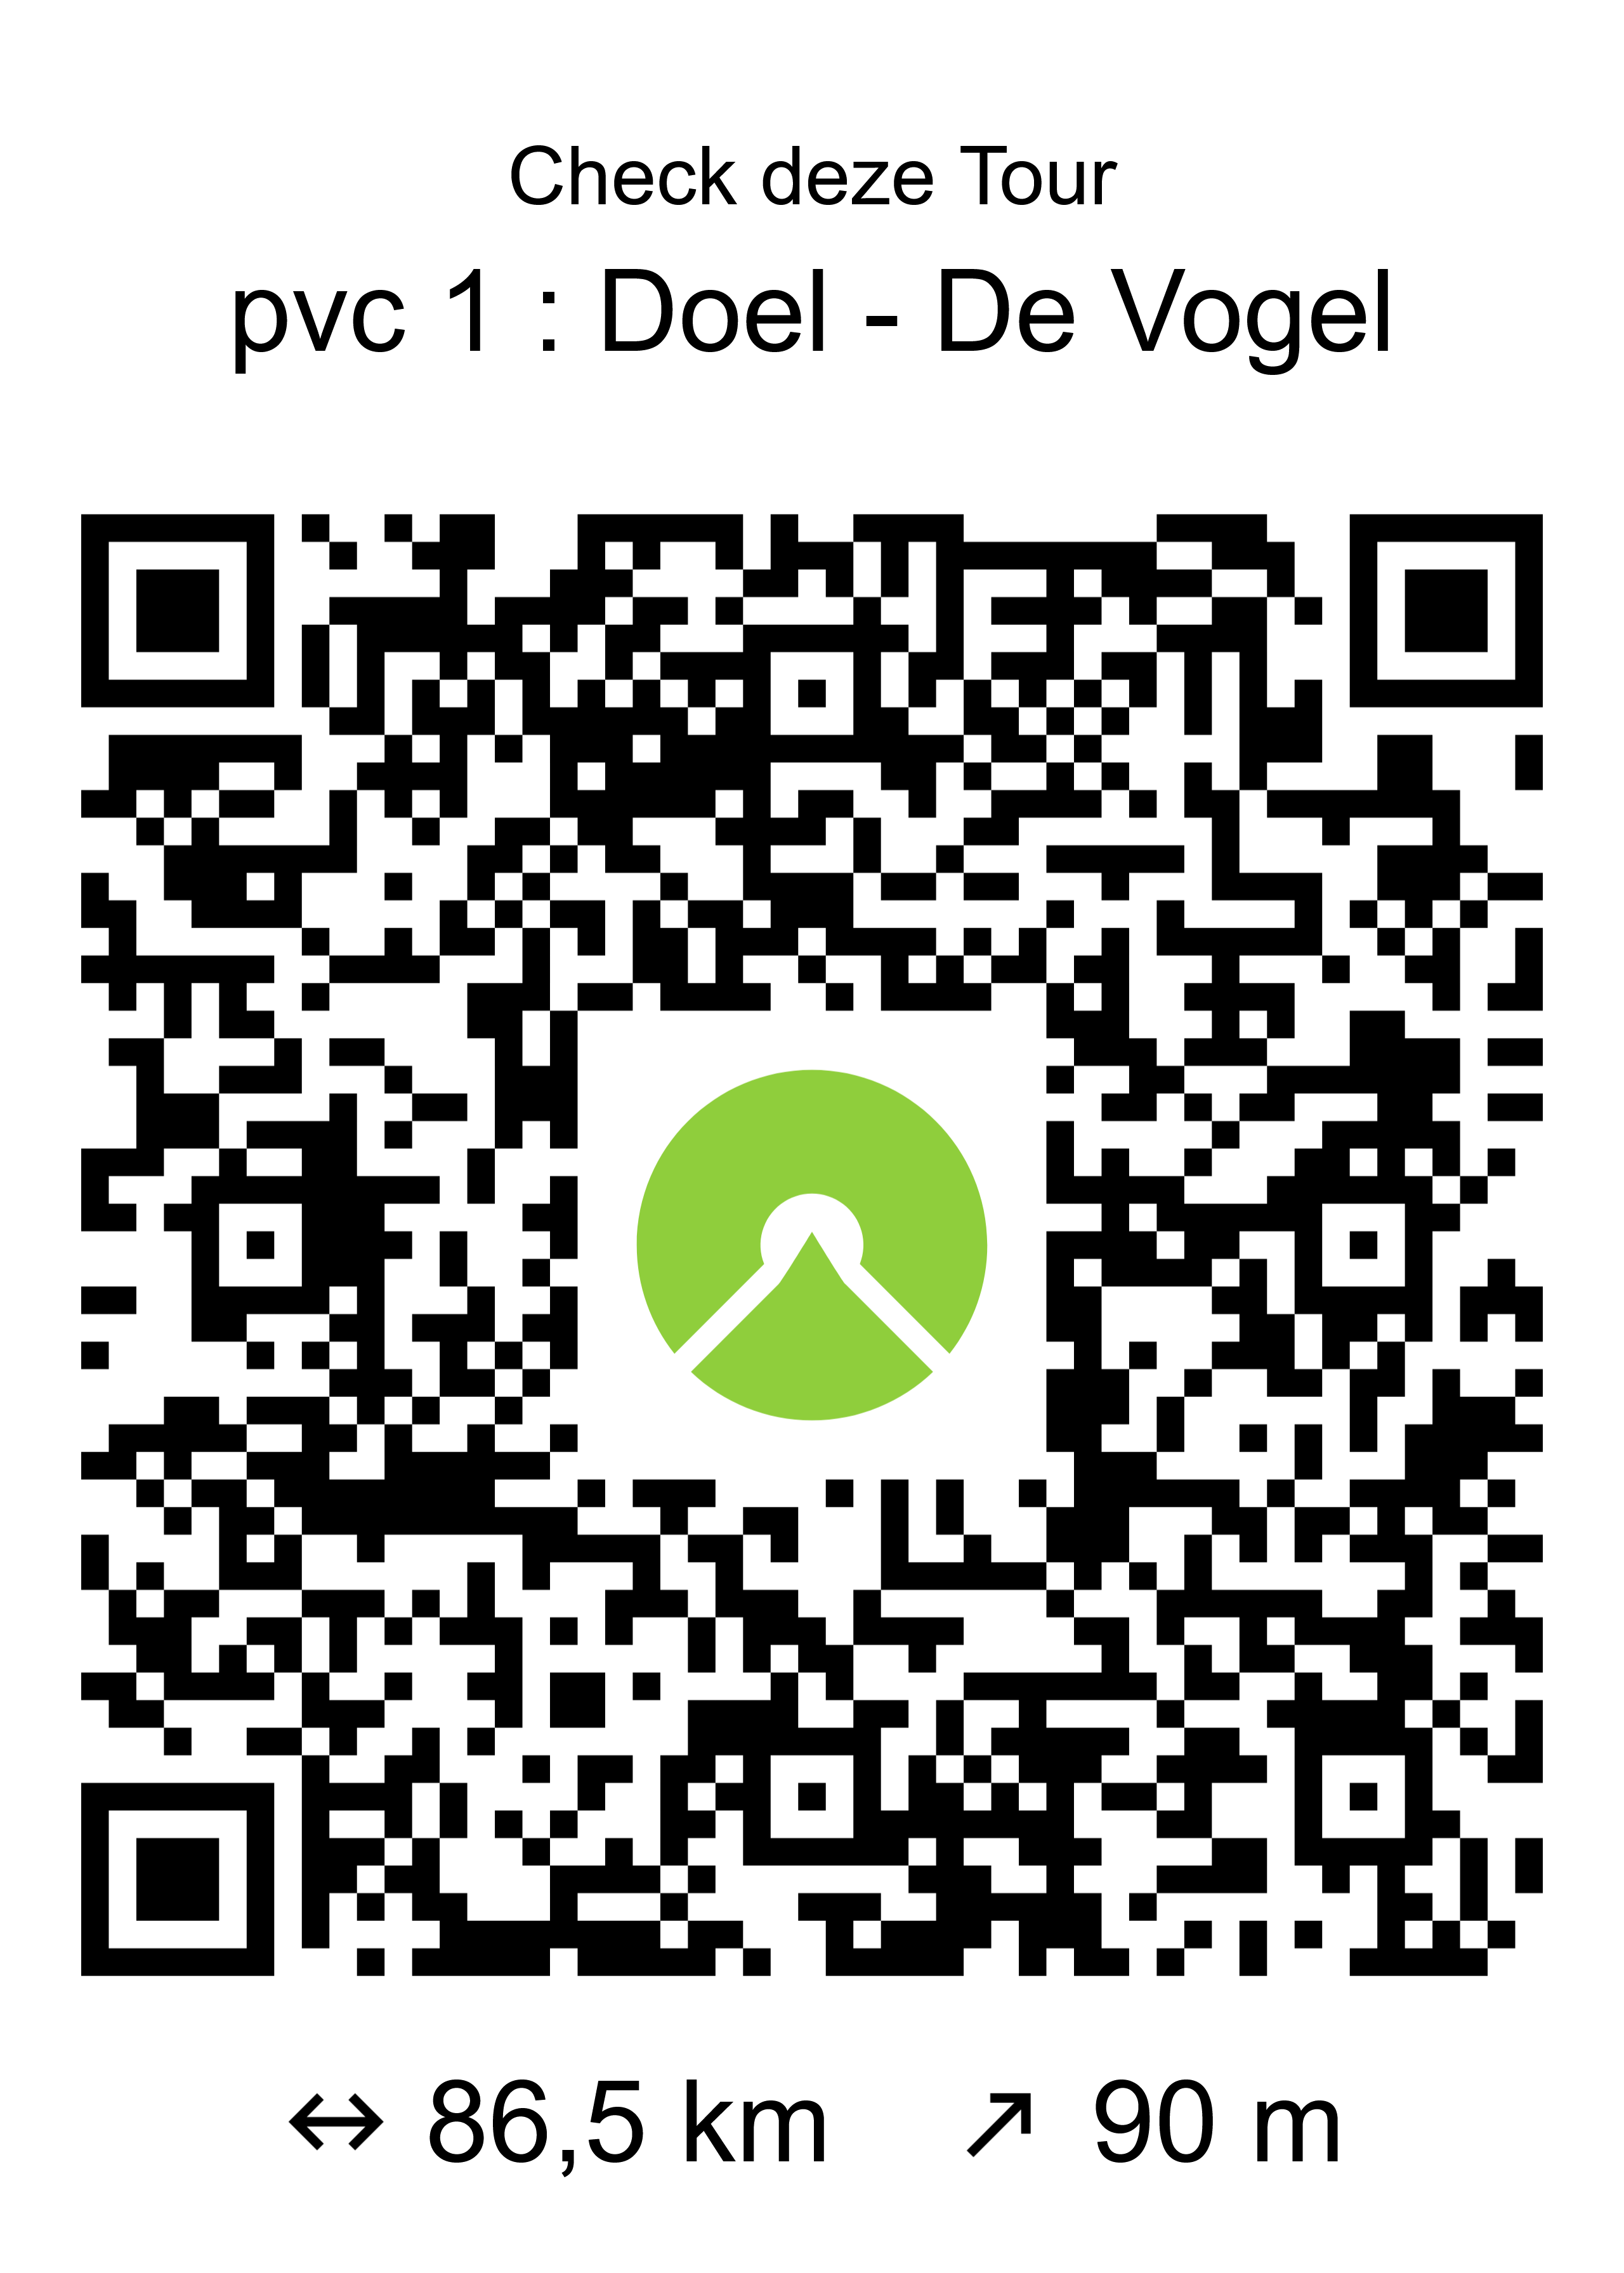 Check deze Tour
pvc 1 : Doel - De Vogel
↔ 86,5 km ↗ 90 m